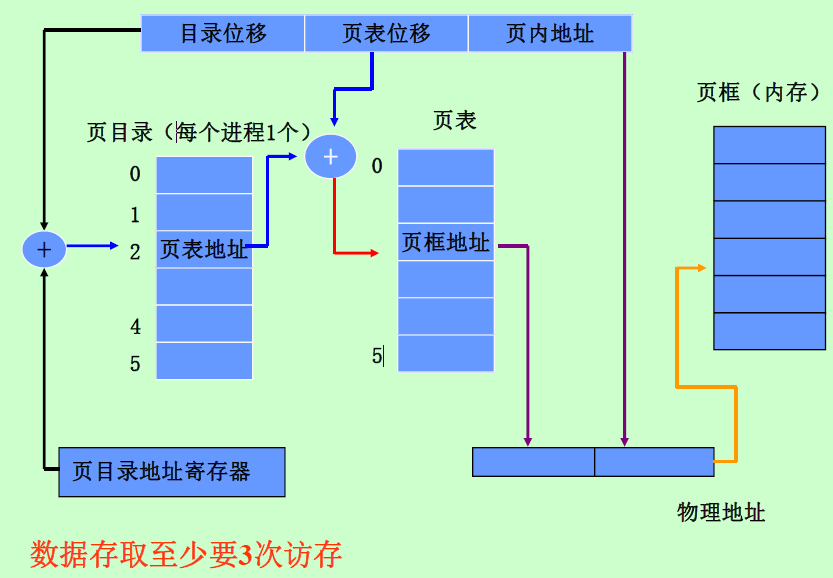 目录位移 页表位移 页内地址
页框（内存）
页目录（每个进程1个）
页表
0
1
2
4
5
+
+
页表地址
0
页框地址
5
页目录地址寄存器
物理地址
数据存取至少要3次访存